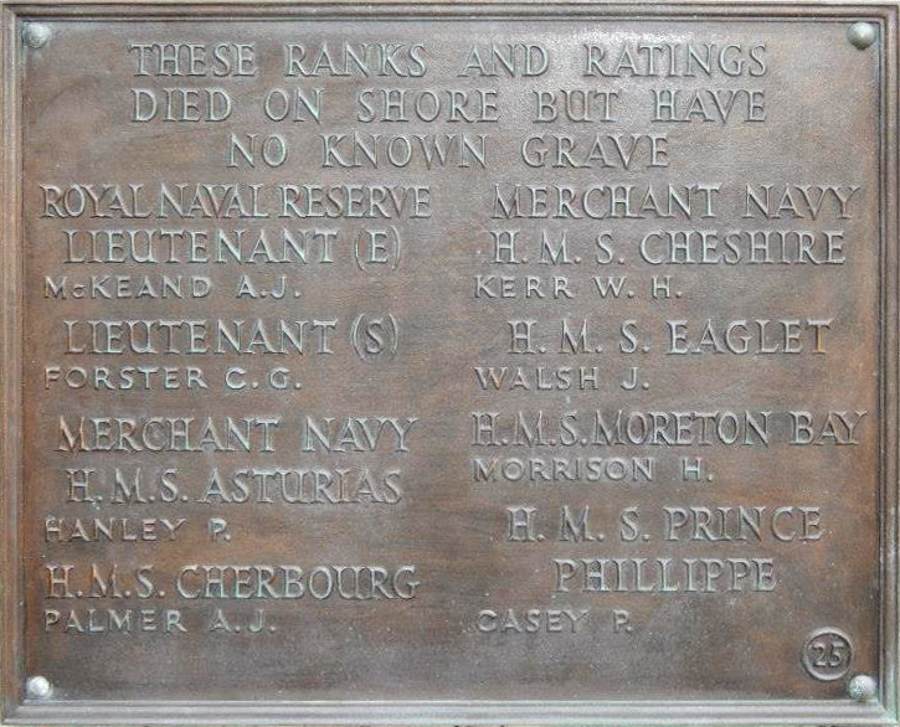 THESE RANKS AND RATINGS
DIED ON SHORE BUT HAVE
NO KNOWN GRAVE
ROYAL NAVAL RESERVE
LIEUTENANT (E)
McKEAND A.J.
LIEUTENANT (S)
FORSTER C.G.
MERCHANT NAVY
H.M.S. ASTURIAS
HANLEY P.
H.M.S. CHERBOURG
PALMER A.J.
MERCHANT NAVY
H. M. S. CHESHIRE
KERR W. H.
H. M. S. EAGLET
WALSH J.
H.M.S. MORETON BAY
MORRISON H.
H. M. S. PRINCE
PHILLIPPE
CASEY P.
25